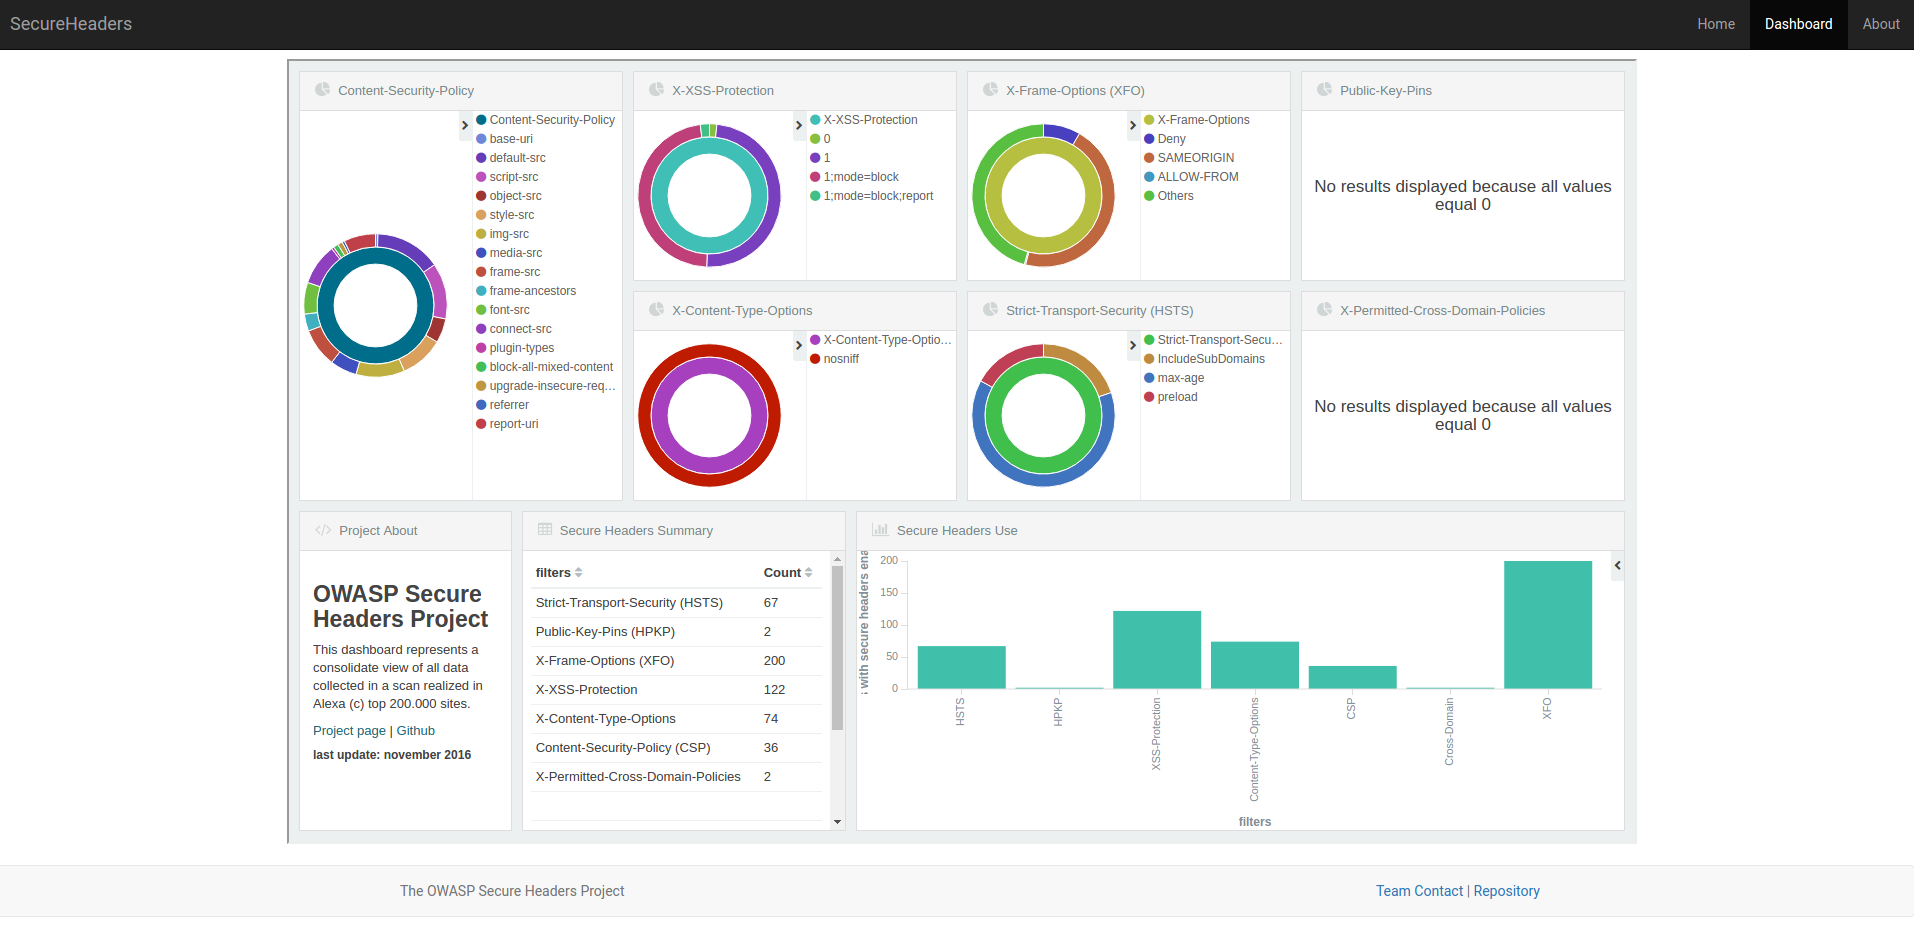 SecureHeaders
Home
Dashboard
About
Content-Security-Policy
Content-Security-Policy
base-uri
default-src
script-src
object-src
style-src
img-src
media-src
frame-src
frame-ancestors
font-src
connect-src
plugin-types
block-all-mixed-content
upgrade-insecure-req...
referrer
report-uri
X-XSS-Protection
X-XSS-Protection
0
1
1;mode=block
1;mode=block;report
X-Frame-Options (XFO)
X-Frame-Options
Deny
SAMEORIGIN
ALLOW-FROM
Others
Public-Key-Pins
No results displayed because all values
equal 0
X-Content-Type-Options
X-Content-Type-Optio...
nosniff
Strict-Transport-Security (HSTS)
Strict-Transport-Secu...
IncludeSubDomains
max-age
preload
X-Permitted-Cross-Domain-Policies
No results displayed because all values
equal 0
Project About
OWASP Secure
Headers Project
This dashboard represents a
consolidate view of all data
collected in a scan realized in
Alexa (c) top 200.000 sites.
Project page | Github
last update: november 2016
Secure Headers Summary
filters Count
Strict-Transport-Security (HSTS) 67
Public-Key-Pins (HPKP) 2
X-Frame-Options (XFO) 200
X-XSS-Protection 122
X-Content-Type-Options 74
Content-Security-Policy (CSP) 36
X-Permitted-Cross-Domain-Policies 2
Secure Headers Use
with secure headers ena
200
150
100
50
0
HSTS
HPKP
XSS-Protection
Content-Type-Options
CSP
Cross-Domain
XFO
filters
The OWASP Secure Headers Project
Team Contact | Repository